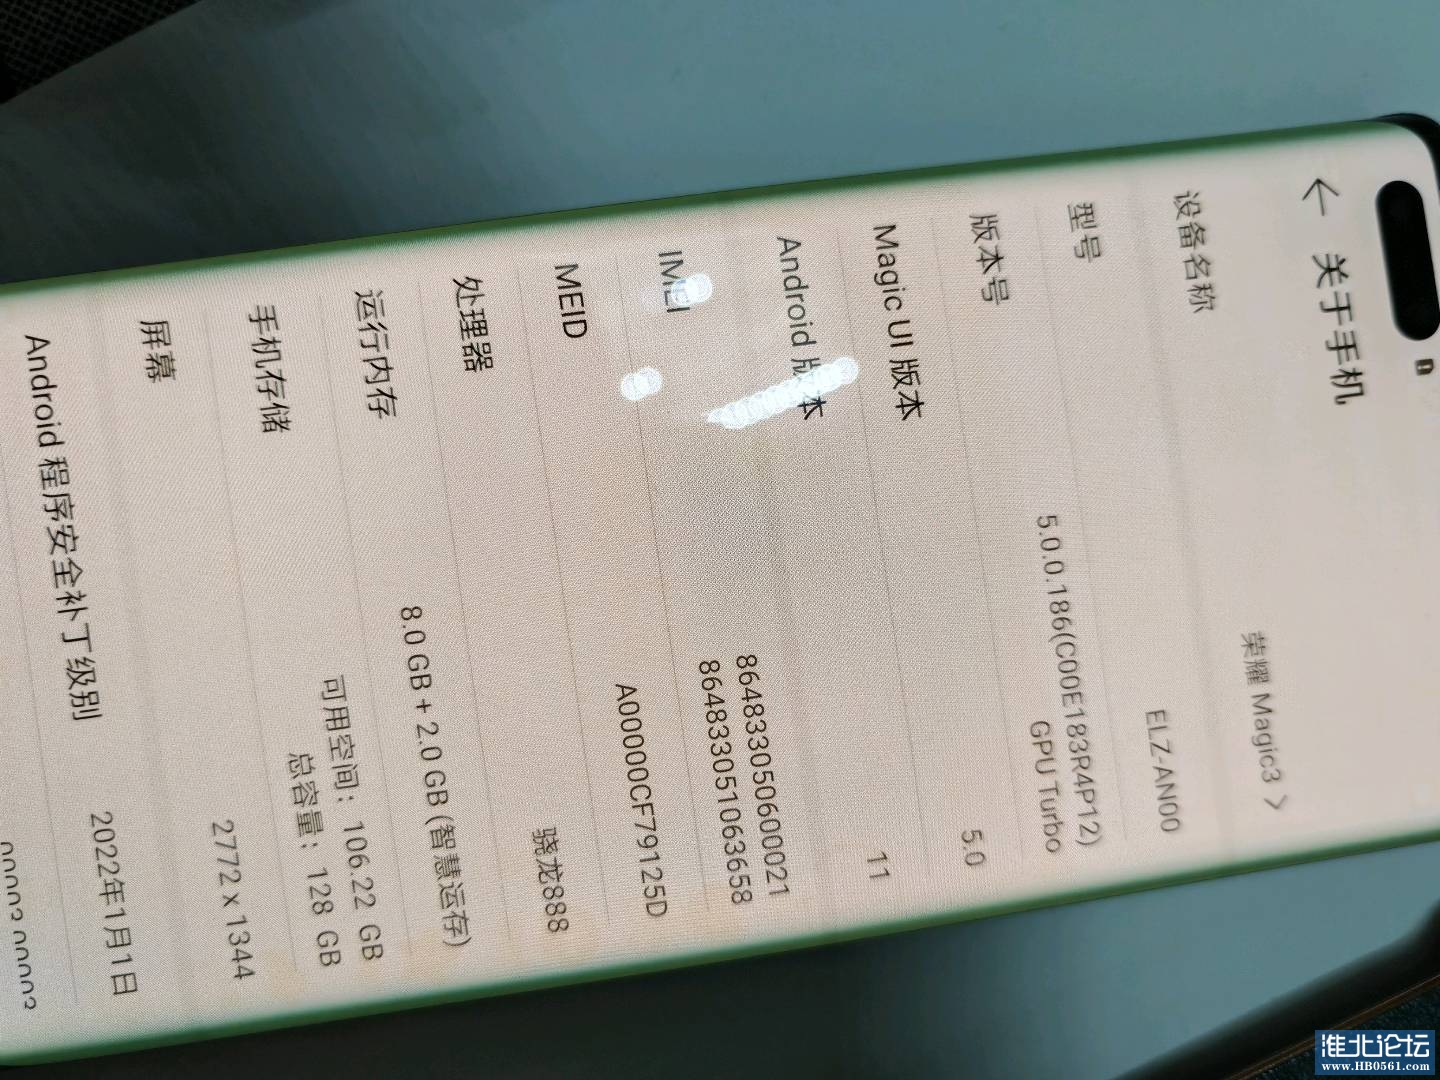 关于手机
设备名称
荣耀 Magic3
型号
ELZ-AN00
版本号
5.0.0.186(C00E183R4P12)
GPU Turbo
Magic UI 版本
5.0
Android 版本
11
IMEI
864833050600021
864833051063658
MEID
A00000CF79125D
处理器
骁龙888
运行内存
8.0 GB + 2.0 GB (智慧运存)
手机存储
可用空间：106.22 GB
总容量：128 GB
屏幕
2772 x 1344
Android 程序安全补丁级别
2022年1月1日
淮北论坛
www.HB0561.com